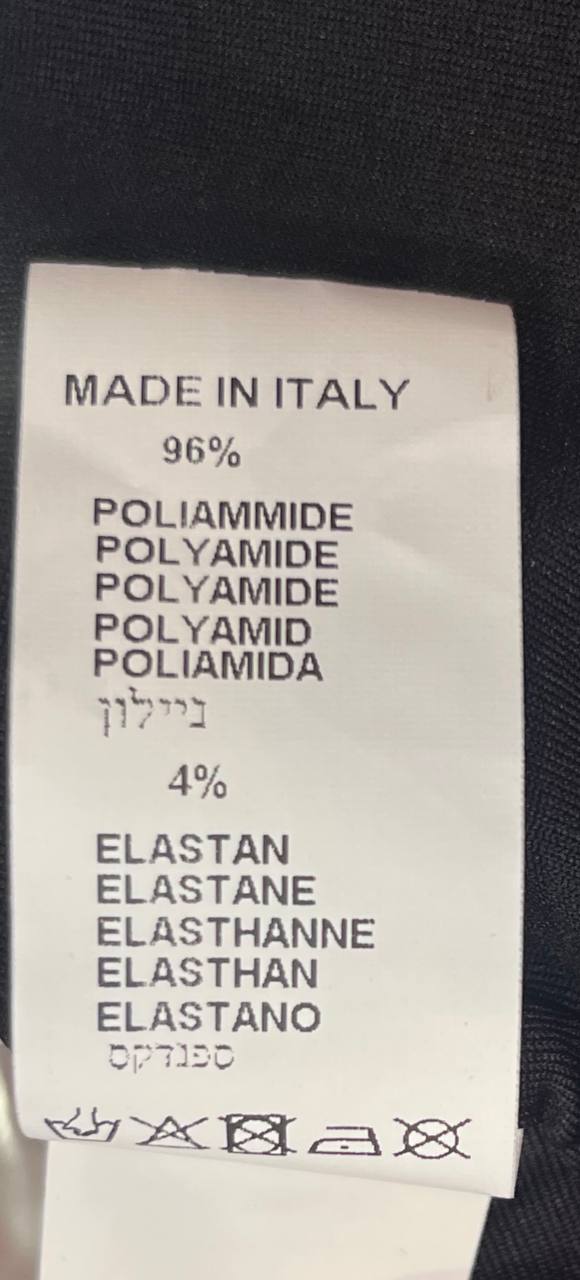 MADE IN ITALY
96%
POLIAMMIDE
POLYAMIDE
POLYAMIDE
POLYAMID
POLIAMIDA
ניילון
4%
ELASTAN
ELASTANE
ELASTHANNE
ELASTHAN
ELASTANO
ספנדקס